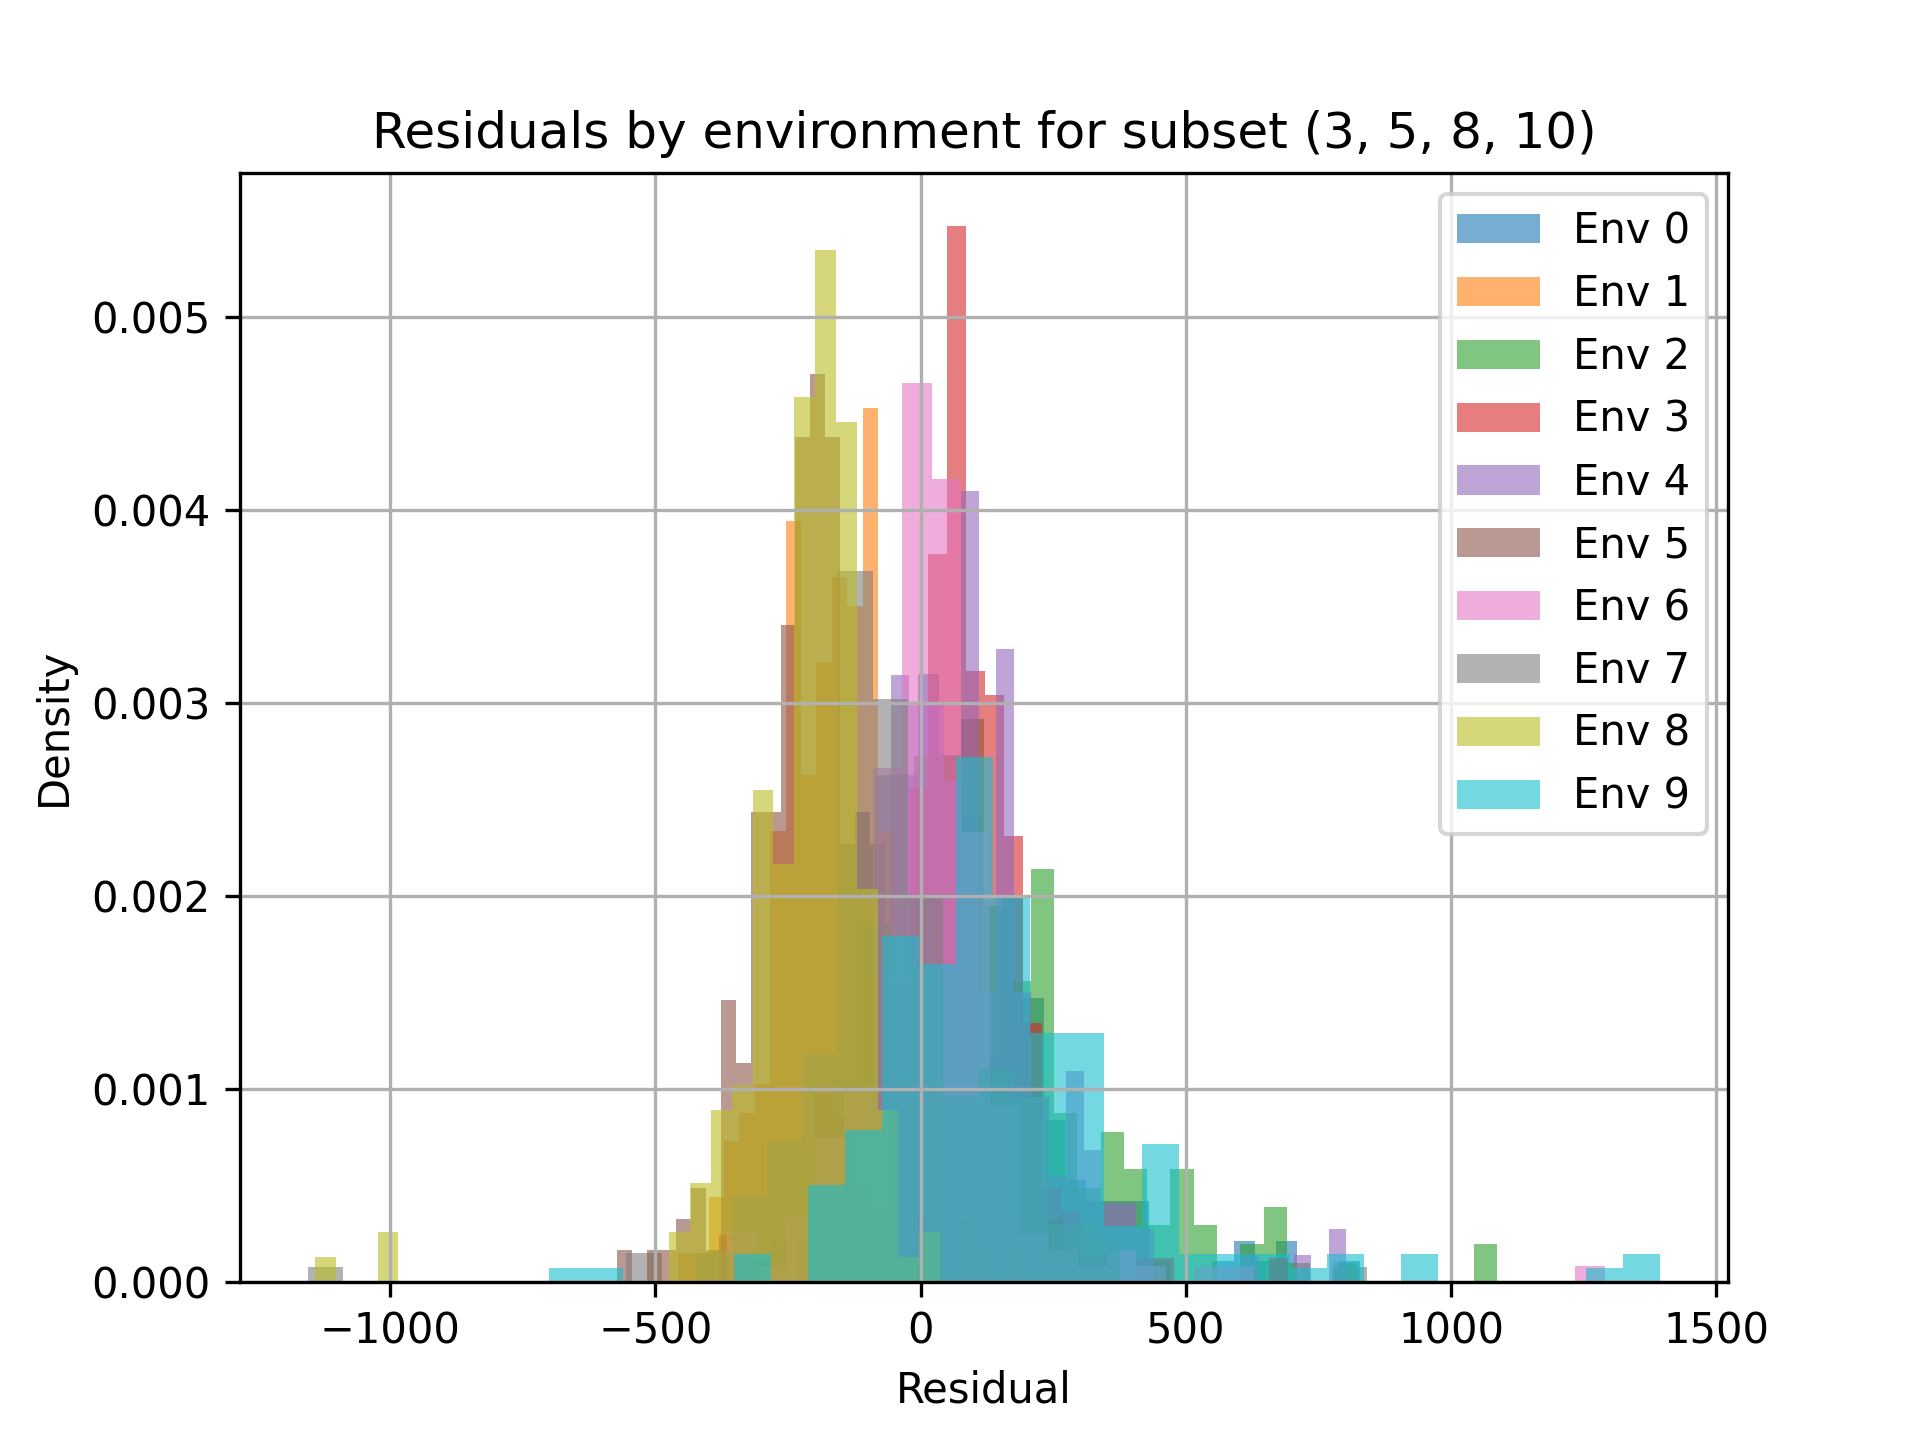 Residuals by environment for subset (3, 5, 8, 10)
Density
0.005
0.004
0.003
0.002
0.001
0.000
Env 0
Env 1
Env 2
Env 3
Env 4
Env 5
Env 6
Env 7
Env 8
Env 9
−1000 −500 0 500 1000 1500
Residual